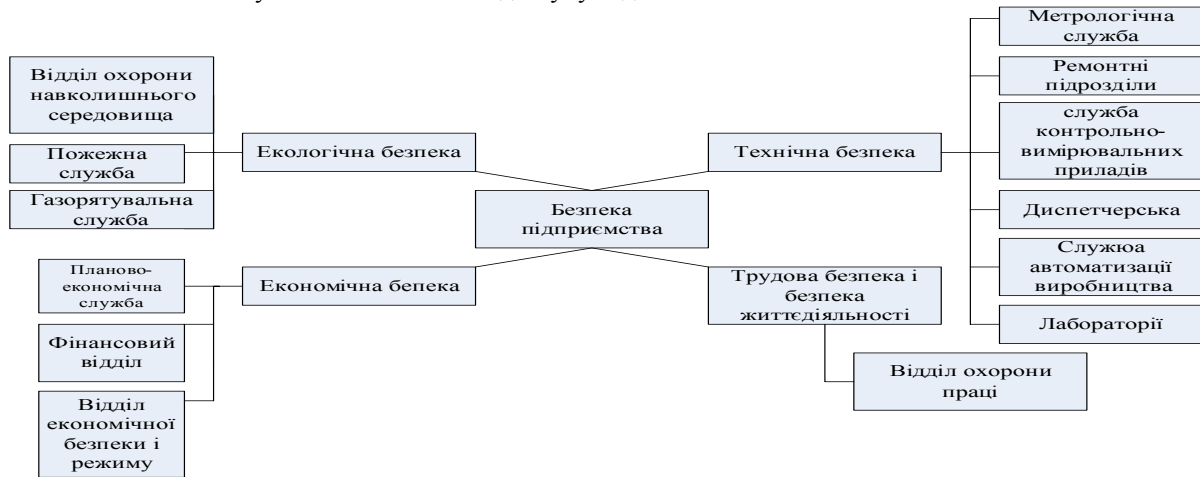 Метрологічна
служба
Відділ охорони
навколишнього
середовища
Ремонтні
підрозділи
служба
контрольно-
вимірювальних
приладів
Пожежна
служба
Екологічна безпека
Технічна безпека
Газорятувальна
служба
Безпека
підприємства
Диспетчерська
Планово-
економічна
служба
Економічна бепека
Трудова безпека і
безпека
життєдіяльності
Служюа
автоматизації
виробництва
Фінансовий
відділ
Лабораторії
Відділ охорони
праці
Відділ
економічної
безпеки і
режиму